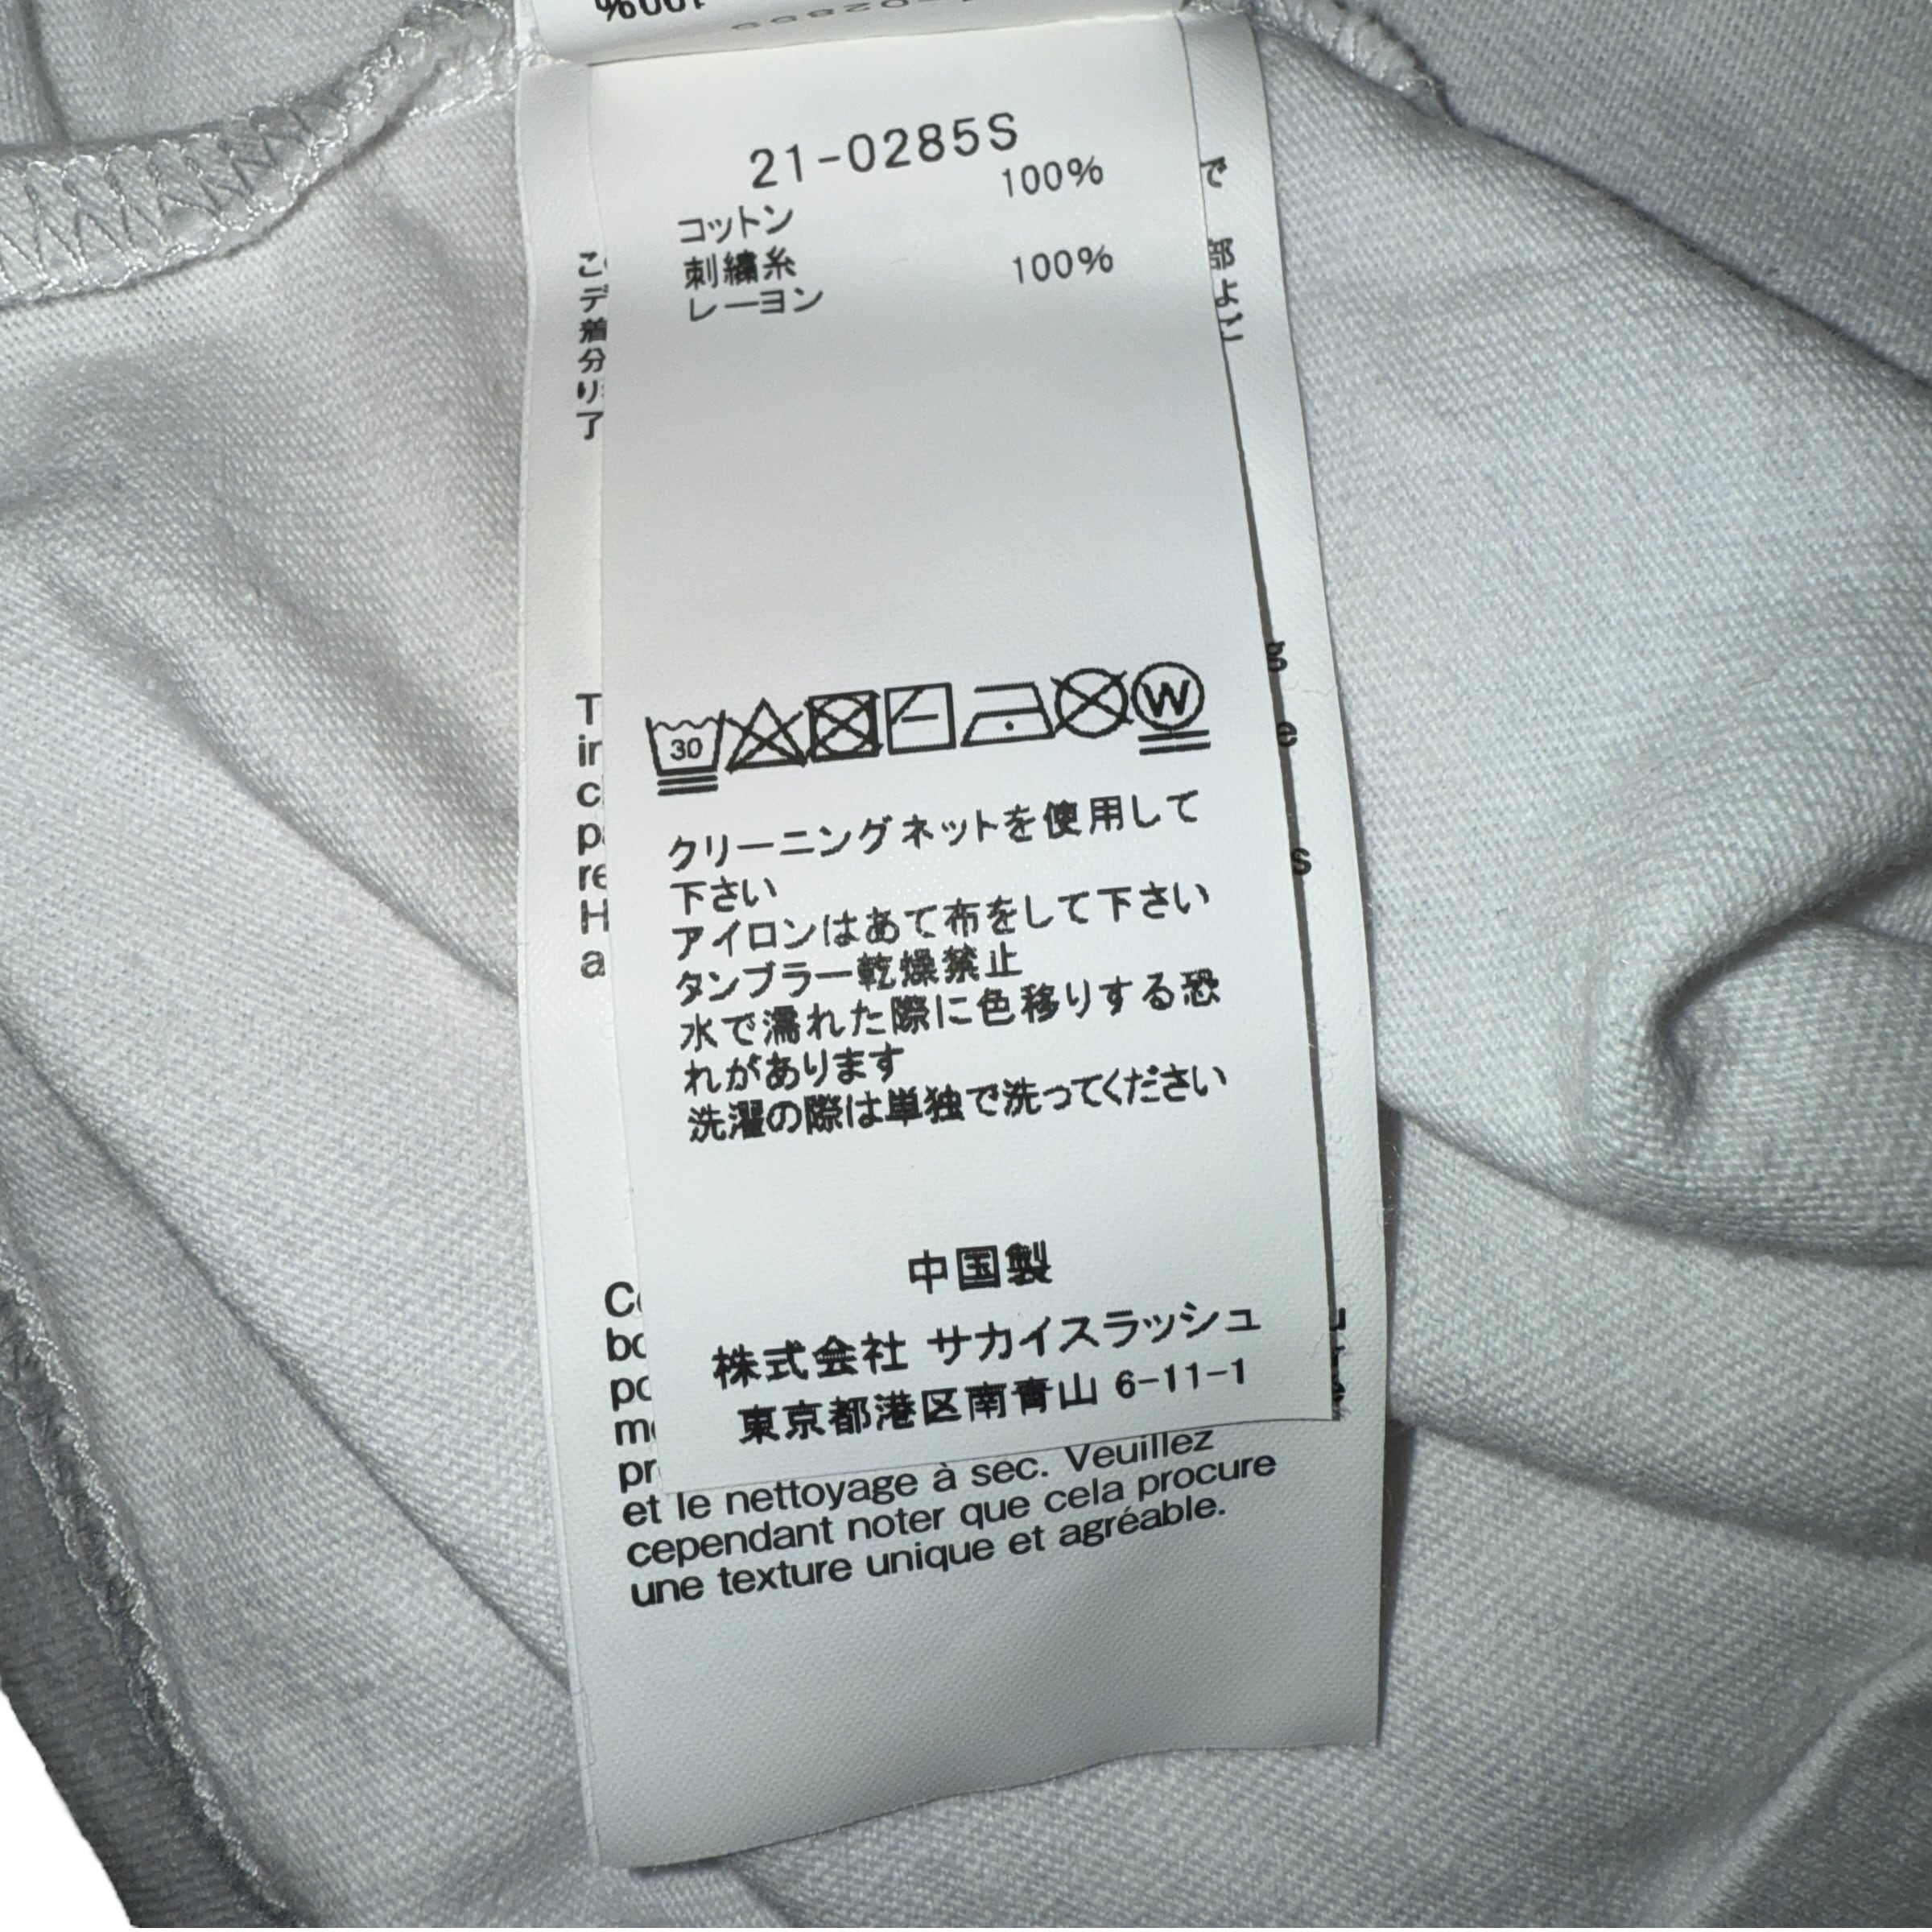 100%
21-0285S
100%
コットン
刺繍糸
100%
レーヨン
30
W
クリーニングネットを使用して
下さい
アイロンはあて布をして下さい
タンブラー乾燥禁止
水で濡れた際に色移りする恐
れがあります
洗濯の際は単独で洗ってください
中国製
株式会社 サカイスラッシュ
東京都港区南青山 6-11-1
et le nettoyage à sec. Veuillez
cependant noter que cela procure
une texture unique et agréable.